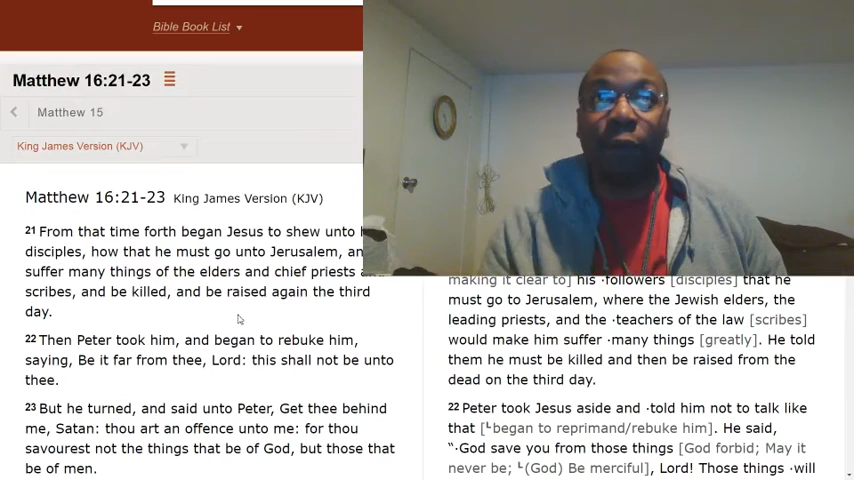 Bible Book List
Matthew 16:21-23
Matthew 15
King James Version (KJV)
Matthew 16:21-23 King James Version (KJV)
21 From that time forth began Jesus to shew unto
disciples, how that he must go unto Jerusalem,
suffer many things of the elders and chief priests
scribes, and be killed, and be raised again the third
day.
22 Then Peter took him, and began to rebuke him,
saying, Be it far from thee, Lord: this shall not be unto
thee.
23 But he turned, and said unto Peter, Get thee behind
me, Satan: thou art an offence unto me: for thou
savourest not the things that be of God, but those that
be of men.
making it clear to] his ·followers [disciples] that he
must go to Jerusalem, where the Jewish elders, the
leading priests, and the ·teachers of the law [scribes]
would make him suffer ·many things [greatly]. He told
them he must be killed and then be raised from the
dead on the third day.
22 Peter took Jesus aside and ·told him not to talk like
that [ᴸbegan to reprimand/rebuke him]. He said,
“·God save you from those things [God forbid; May it
never be; ᴸ(God) Be merciful], Lord! Those things ·will